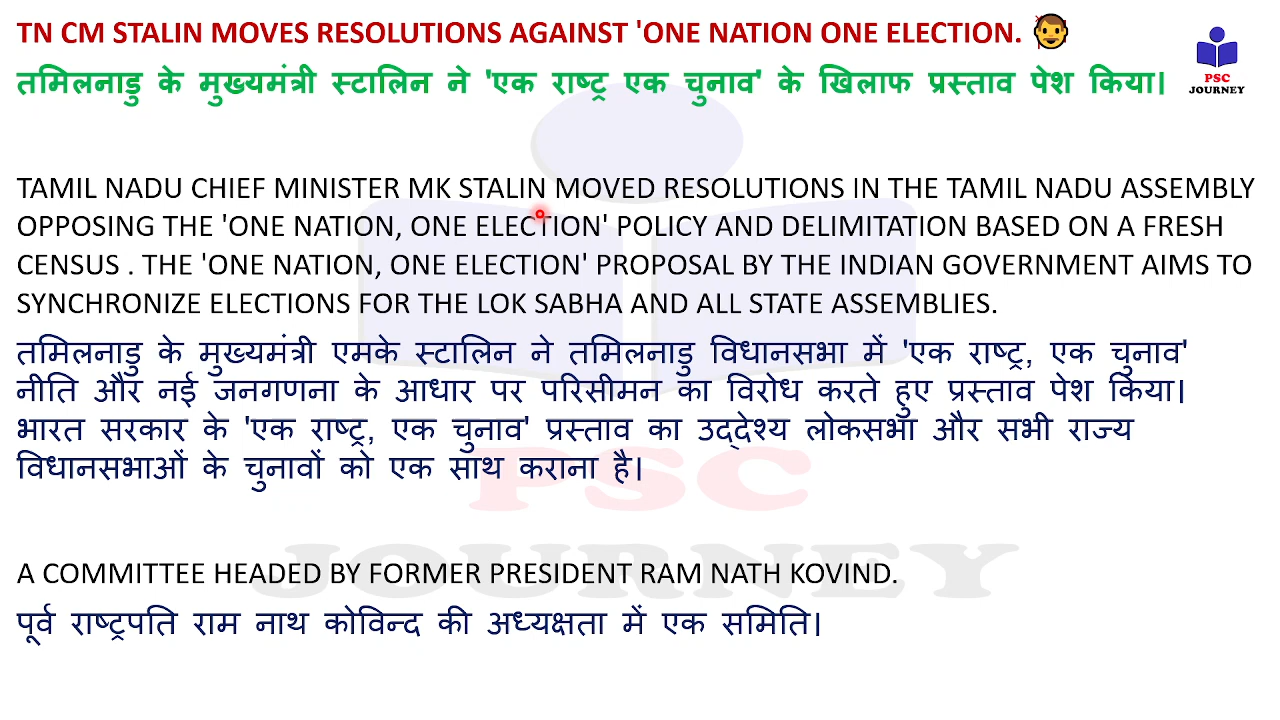 TN CM STALIN MOVES RESOLUTIONS AGAINST 'ONE NATION ONE ELECTION.
तमिलनाडु के मुख्यमंत्री स्टालिन ने 'एक राष्ट्र एक चुनाव' के खिलाफ प्रस्ताव पेश किया।
PSC
JOURNEY
TAMIL NADU CHIEF MINISTER MK STALIN MOVED RESOLUTIONS IN THE TAMIL NADU ASSEMBLY
OPPOSING THE 'ONE NATION, ONE ELECTION' POLICY AND DELIMITATION BASED ON A FRESH
CENSUS . THE 'ONE NATION, ONE ELECTION' PROPOSAL BY THE INDIAN GOVERNMENT AIMS TO
SYNCHRONIZE ELECTIONS FOR THE LOK SABHA AND ALL STATE ASSEMBLIES.
तमिलनाडु के मुख्यमंत्री एमके स्टालिन ने तमिलनाडु विधानसभा में 'एक राष्ट्र, एक चुनाव'
नीति और नई जनगणना के आधार पर परिसीमन का विरोध करते हुए प्रस्ताव पेश किया।
भारत सरकार के 'एक राष्ट्र, एक चुनाव' प्रस्ताव का उद्देश्य लोकसभा और सभी राज्य
विधानसभाओं के चुनावों को एक साथ कराना है।
PSC
JOURNEY
A COMMITTEE HEADED BY FORMER PRESIDENT RAM NATH KOVIND.
पूर्व राष्ट्रपति राम नाथ कोविन्द की अध्यक्षता में एक समिति।